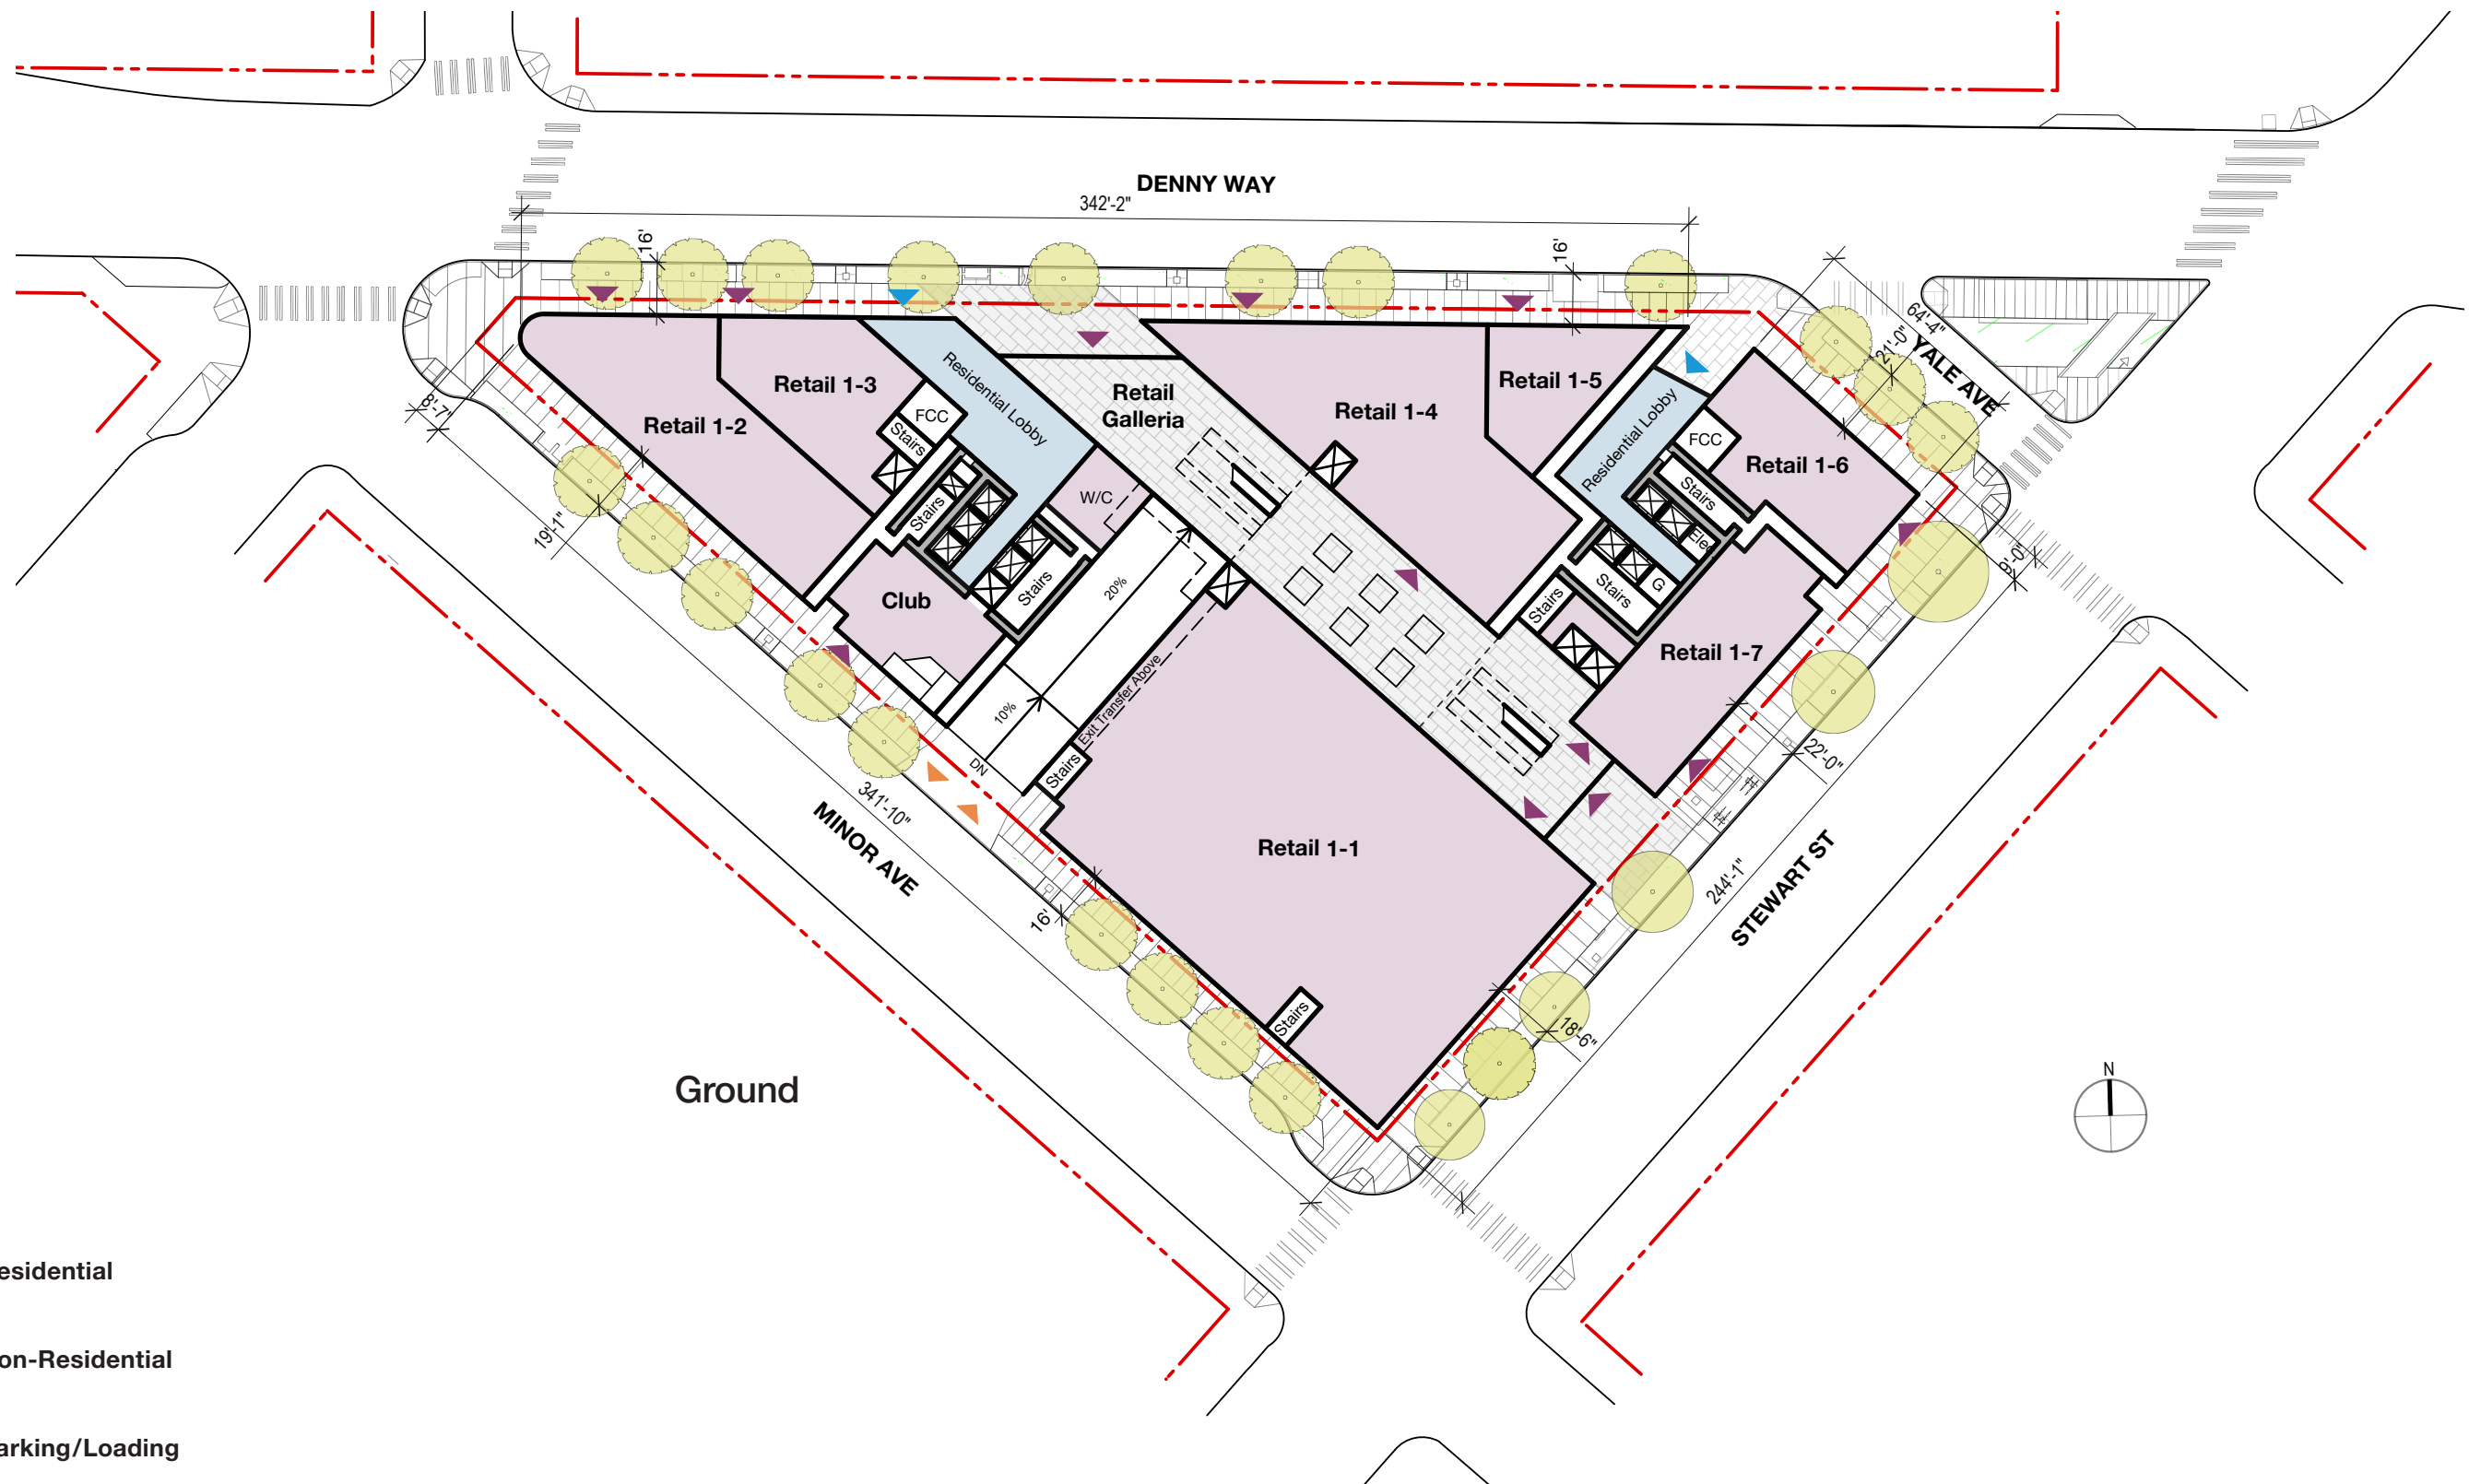 DENNY WAY
342'-2"
16'
16'
64'-4"
21'-0"
YALE AVE
Retail 1-2
Retail 1-3
FCC
Stairs
Residential Lobby
Retail
Galleria
Retail 1-4
Retail 1-5
Residential Lobby
FCC
Retail 1-6
8'-7"
19'-1"
Stairs
W/C
Stairs
Club
20%
10%
Stairs
Elec
G
Stairs
Stairs
Retail 1-7
9'-0"
22'-0"
Exit Transfer Above
DN
Stairs
341'-10"
MINOR AVE
Retail 1-1
244'-1"
STEWART ST
16'
18'-6"
Stairs
Ground
N
esidential
on-Residential
arking/Loading